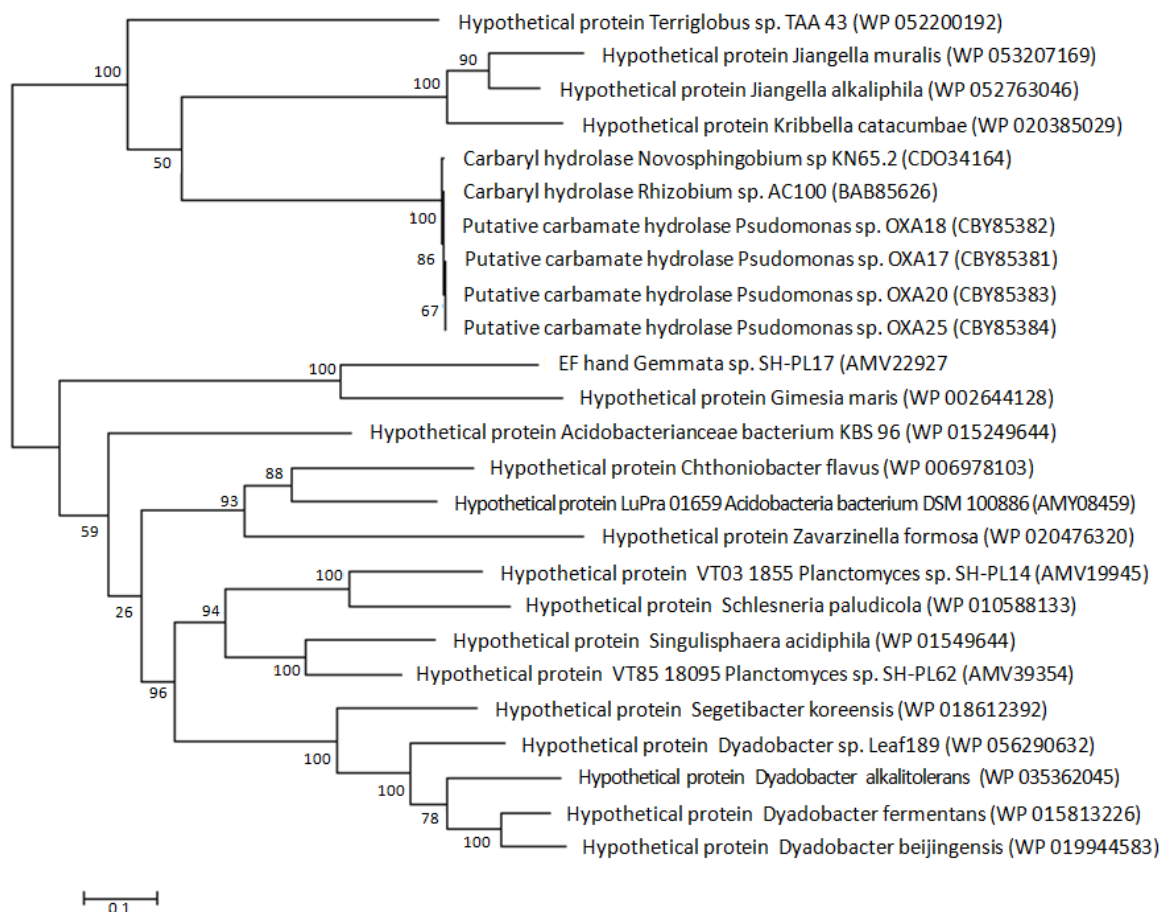 Hypothetical protein Terriglobus sp. TAA 43 (WP 052200192)
90
Hypothetical protein Jiangella muralis (WP 053207169)
100
100
Hypothetical protein Jiangella alkaliphila (WP 052763046)
Hypothetical protein Kribbella catacumbae (WP 020385029)
50
Carbaryl hydrolase Novosphingobium sp KN65.2 (CDO34164)
Carbaryl hydrolase Rhizobium sp. AC100 (BAB85626)
100
Putative carbamate hydrolase Psudomonas sp. OXA18 (CBY85382)
86
Putative carbamate hydrolase Psudomonas sp. OXA17 (CBY85381)
Putative carbamate hydrolase Psudomonas sp. OXA20 (CBY85383)
67
Putative carbamate hydrolase Psudomonas sp. OXA25 (CBY85384)
100
EF hand Gemmata sp. SH-PL17 (AMV22927
Hypothetical protein Gimesia maris (WP 002644128)
Hypothetical protein Acidobacterianceae bacterium KBS 96 (WP 015249644)
88
Hypothetical protein Chthoniobacter flavus (WP 006978103)
93
Hypothetical protein LuPra 01659 Acidobacteria bacterium DSM 100886 (AMY08459)
59
Hypothetical protein Zavarzinella formosa (WP 020476320)
100
Hypothetical protein VT03 1855 Planctomyces sp. SH-PL14 (AMV19945)
26
94
Hypothetical protein Schlesneria paludicola (WP 010588133)
Hypothetical protein Singulisphaera acidiphila (WP 01549644)
100
Hypothetical protein VT85 18095 Planctomyces sp. SH-PL62 (AMV39354)
96
Hypothetical protein Segetibacter koreensis (WP 018612392)
100
Hypothetical protein Dyadobacter sp. Leaf189 (WP 056290632)
100
Hypothetical protein Dyadobacter alkalitolerans (WP 035362045)
78
Hypothetical protein Dyadobacter fermentans (WP 015813226)
100
Hypothetical protein Dyadobacter beijingensis (WP 019944583)
0.1